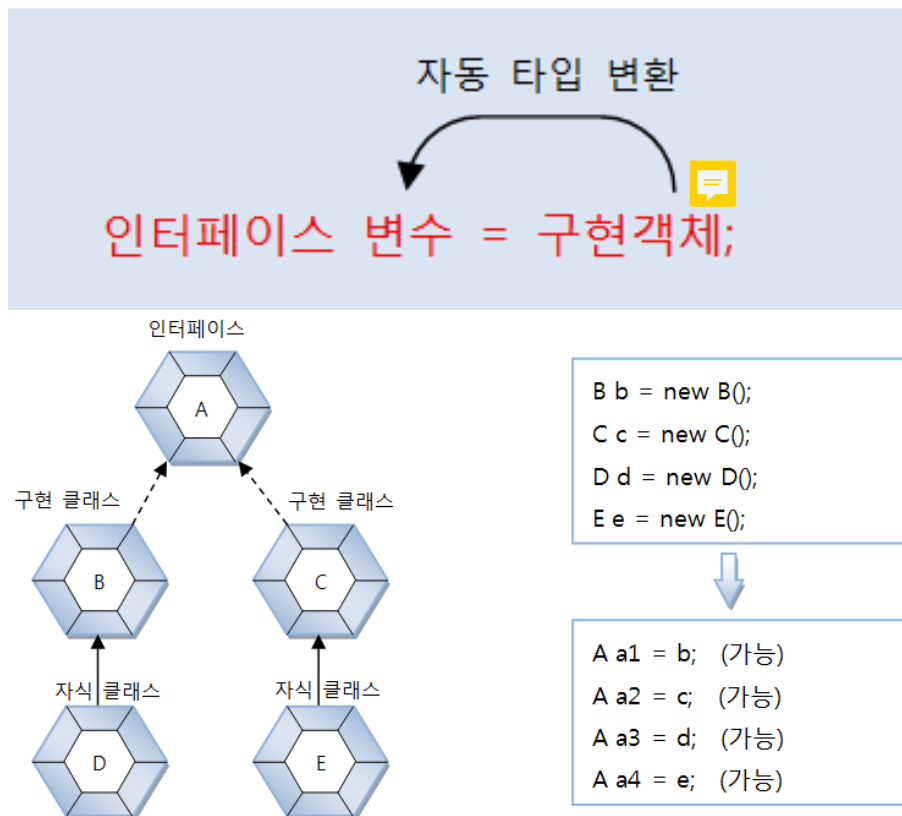 자동 타입 변환
인터페이스 변수 = 구현객체;
인터페이스
A
구현 클래스
구현 클래스
B
C
자식 클래스
자식 클래스
D
E
B b = new B();
C c = new C();
D d = new D();
E e = new E();
A a1 = b; (가능)
A a2 = c; (가능)
A a3 = d; (가능)
A a4 = e; (가능)